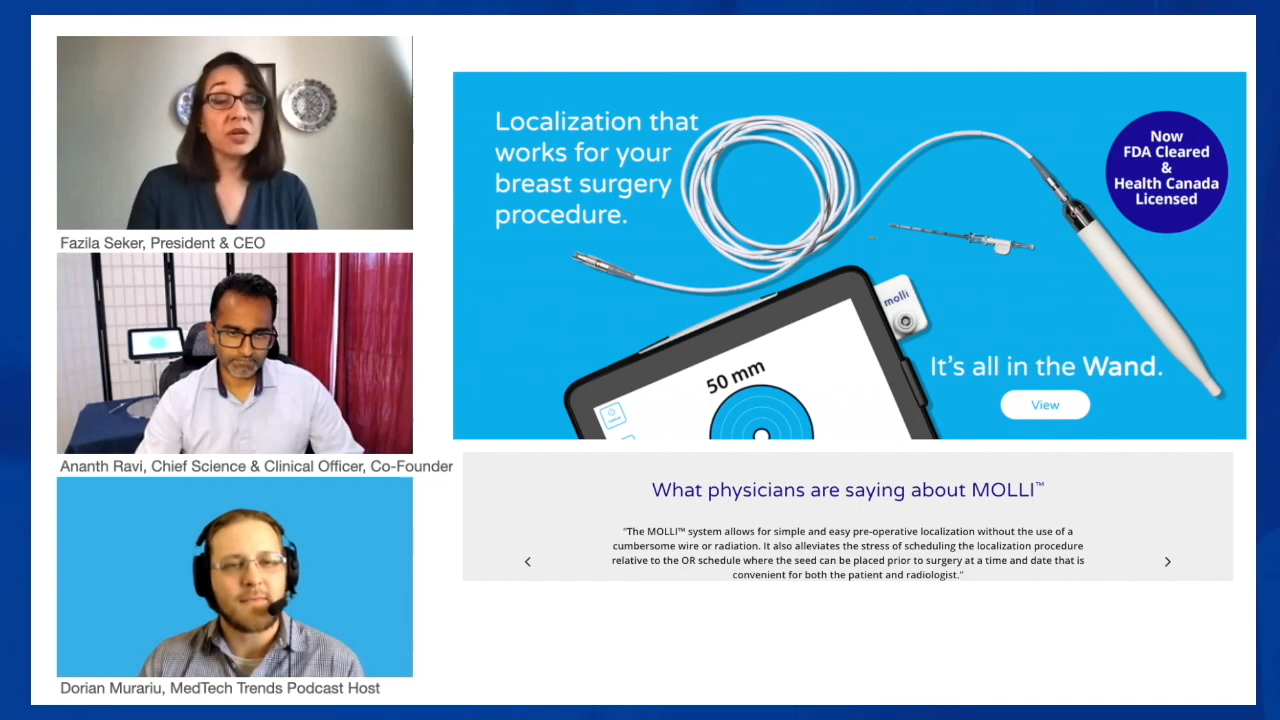 Fazila Seker, President & CEO
Ananth Ravi, Chief Science & Clinical Officer, Co-Founder
Dorian Murariu, MedTech Trends Podcast Host
Localization that
works for your
breast surgery
procedure.
Now
FDA Cleared
&
Health Canada
Licensed
molli
50 mm
It's all in the Wand.
View
What physicians are saying about MOLLI™
"The MOLLI™ system allows for simple and easy pre-operative localization without the use of a
cumbersome wire or radiation. It also alleviates the stress of scheduling the localization procedure
relative to the OR schedule where the seed can be placed prior to surgery at a time and date that is
convenient for both the patient and radiologist."